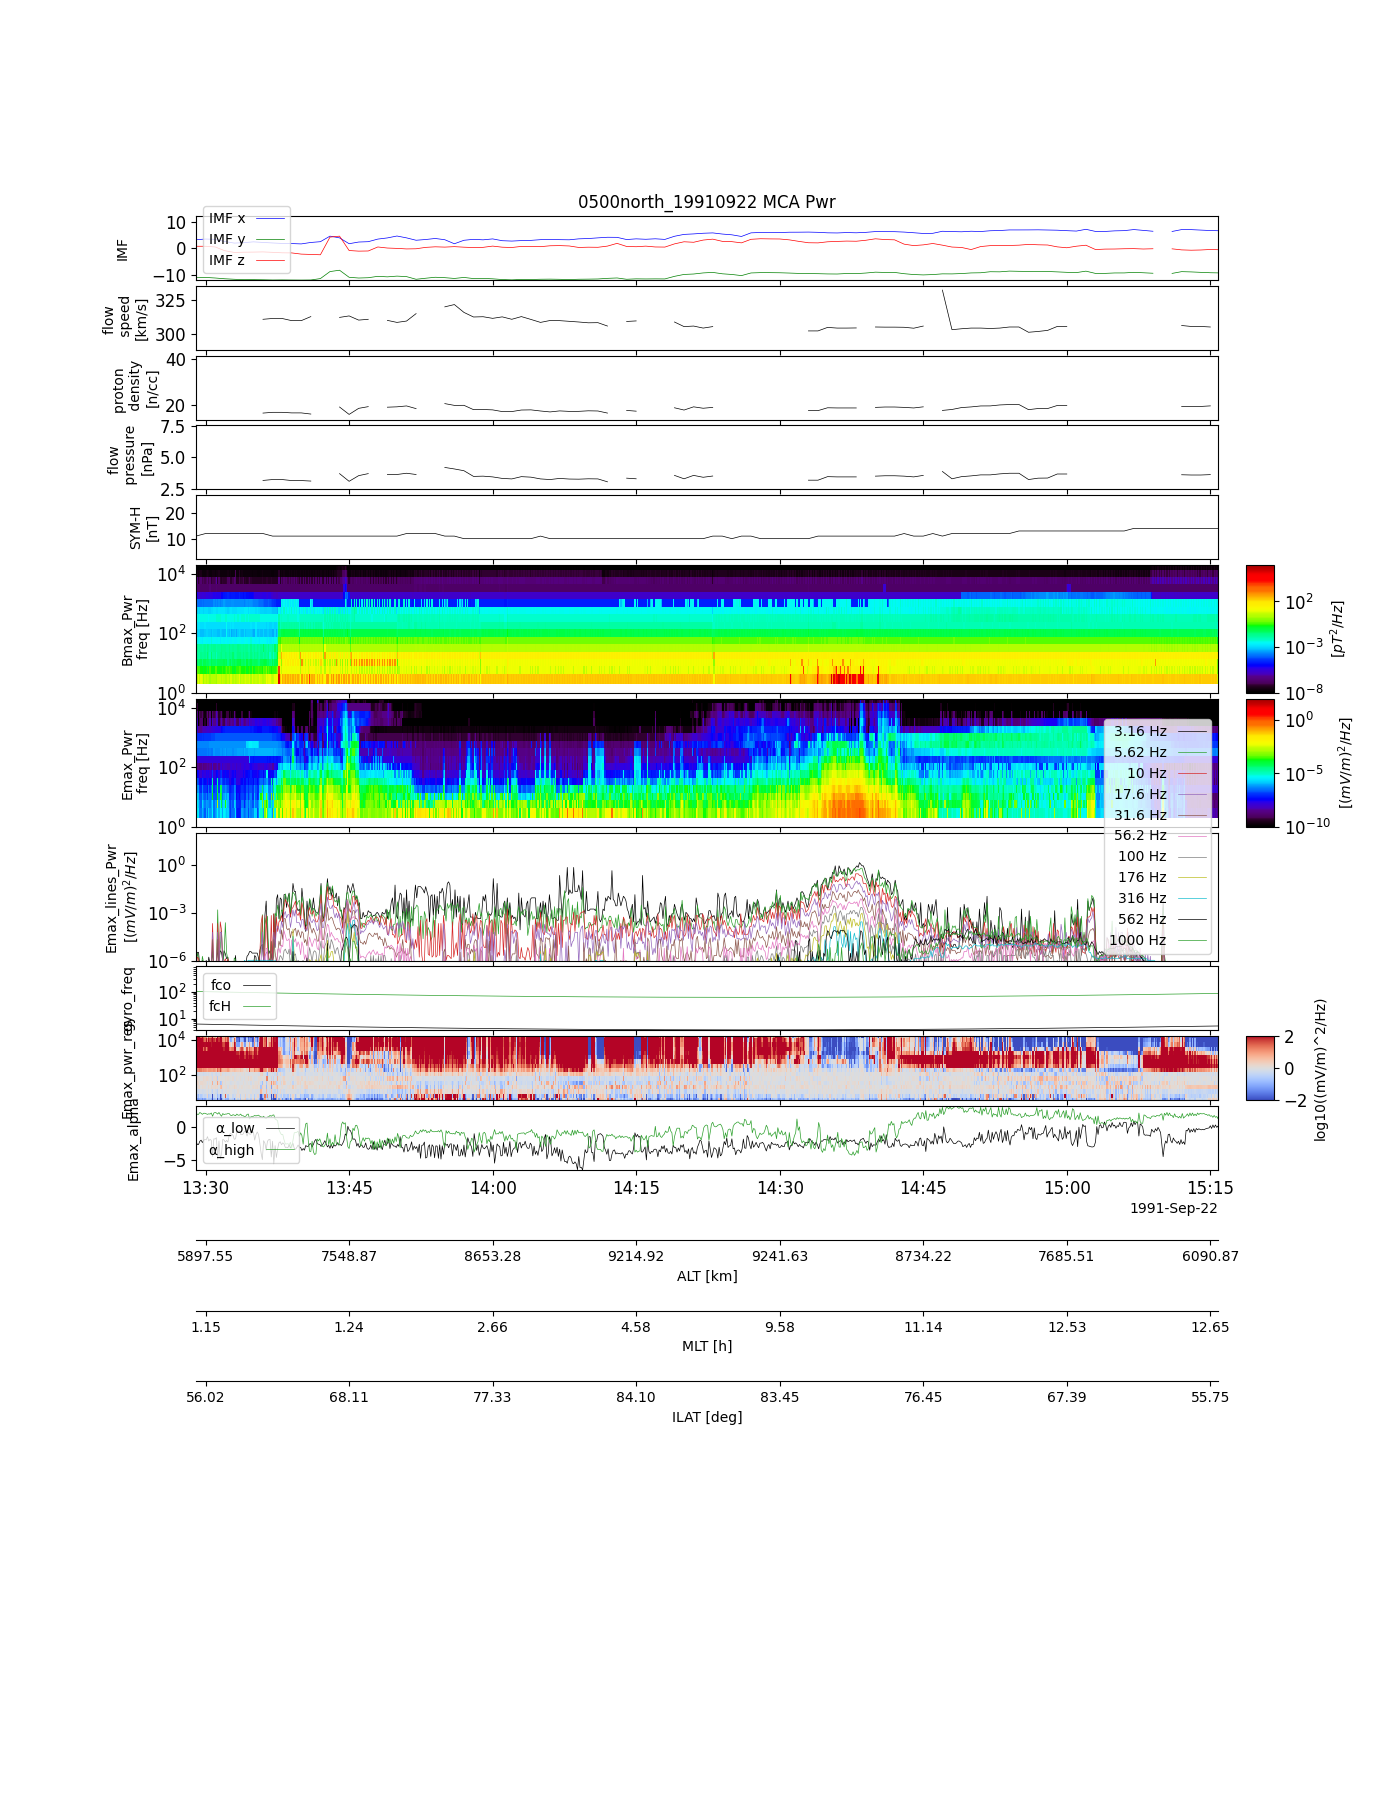 0500north_19910922 MCA Pwr
IMF
10
0
−10
IMF x
IMF y
IMF z
flow
speed
[km/s]
325
300
proton
density
[n/cc]
40
20
flow
pressure
[nPa]
7.5
5.0
2.5
SYM-H
[nT]
20
10
Bmax_Pwr
freq [Hz]
10^4
10^2
10^0
10^2
10^−3
10^−8
[pT^2/Hz]
Emax_Pwr
freq [Hz]
10^4
10^2
10^0
10^0
10^−5
10^−10
[(mV/m)^2/Hz]
3.16 Hz
5.62 Hz
10 Hz
17.6 Hz
31.6 Hz
56.2 Hz
100 Hz
176 Hz
316 Hz
562 Hz
1000 Hz
Emax_lines_Pwr
[(mV/m)^2/Hz]
10^0
10^−3
10^−6
gyro_freq
10^2
10^1
fco
fcH
Emax_pwr_reg
10^4
10^2
2
0
−2
log10((mV/m)^2/Hz)
Emax_alpha
0
−5
α_low
α_high
13:30 13:45 14:00 14:15 14:30 14:45 15:00 15:15
1991-Sep-22
5897.55 7548.87 8653.28 9214.92 9241.63 8734.22 7685.51 6090.87
ALT [km]
1.15 1.24 2.66 4.58 9.58 11.14 12.53 12.65
MLT [h]
56.02 68.11 77.33 84.10 83.45 76.45 67.39 55.75
ILAT [deg]